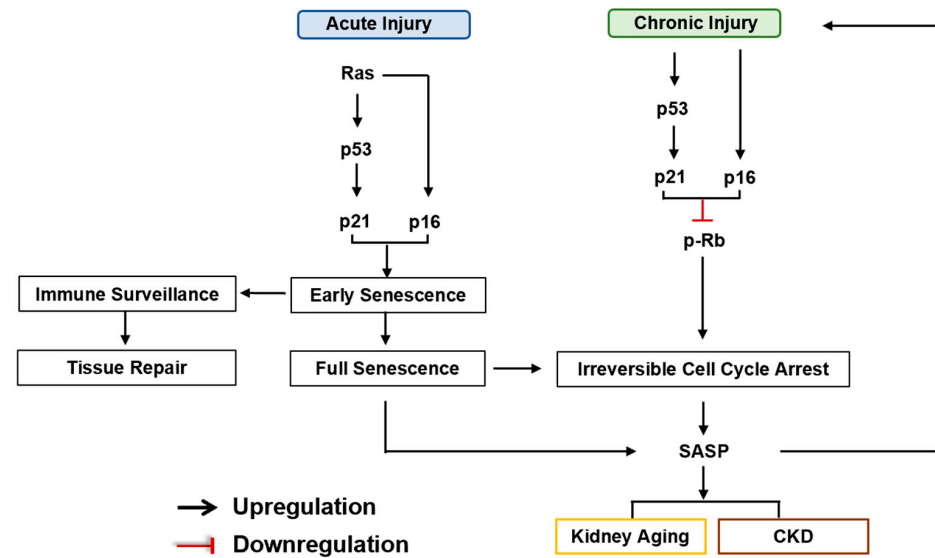 Acute Injury
Chronic Injury
Ras
p53
p53
p21
p16
p21
p16
p-Rb
Immune Surveillance
Early Senescence
Tissue Repair
Full Senescence
Irreversible Cell Cycle Arrest
SASP
Upregulation
Downregulation
Kidney Aging
CKD